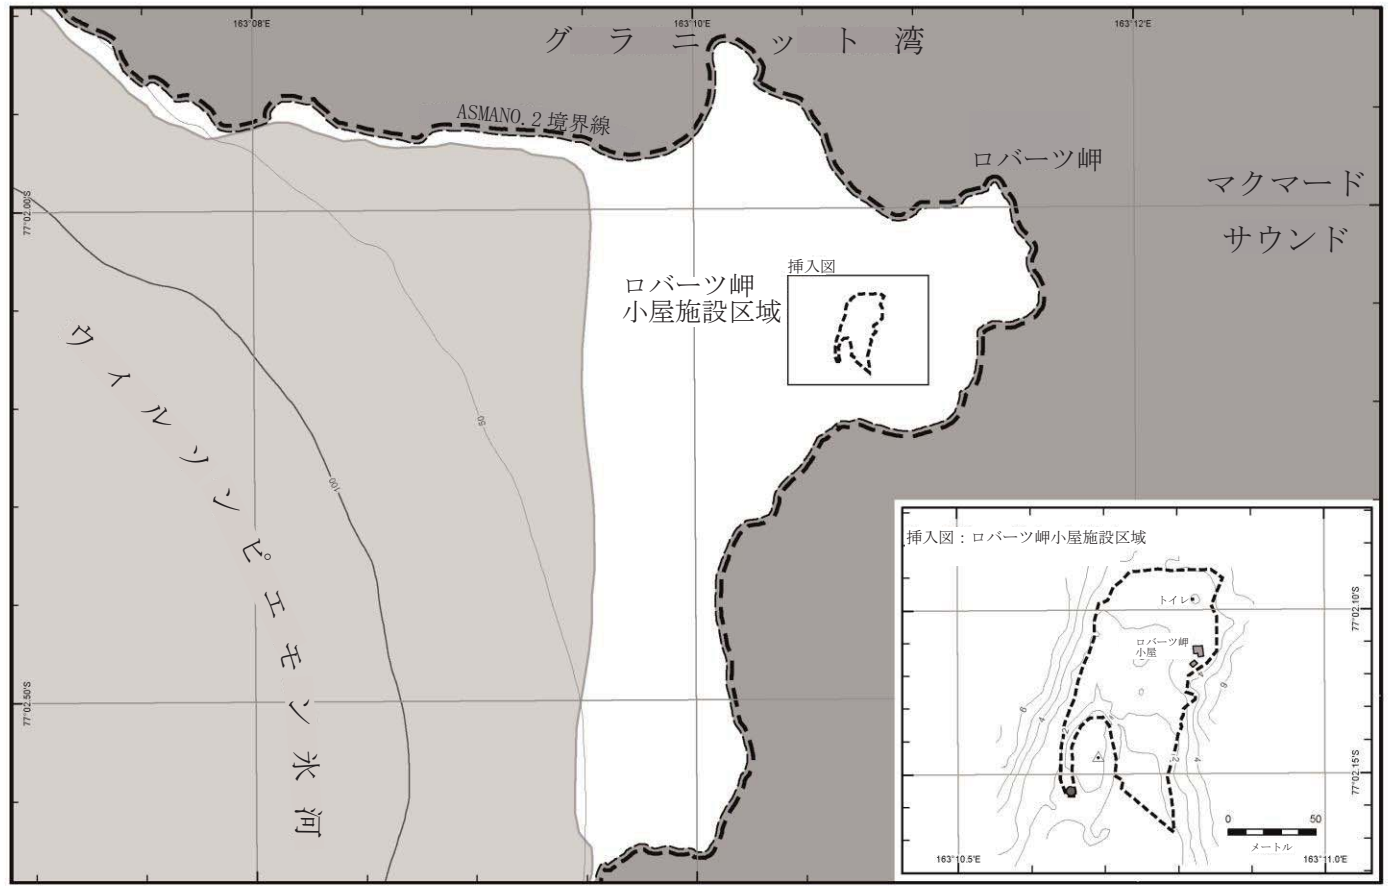 163°08'E
163°10'E
163°12'E
グラニット湾
ASMANO.2 境界線
ロバーツ岬
マクマード
サウンド
77°02.00'S
挿入図
ロバーツ岬
小屋施設区域
ウィルソンピエモン氷河
50
100
77°02.50'S
挿入図：ロバーツ岬小屋施設区域
トイレ
77°02.10'S
ロバーツ岬
小屋
4
6
6
4
2
2
4
77°02.15'S
0 50
メートル
163°10.5'E
163°11.0'E